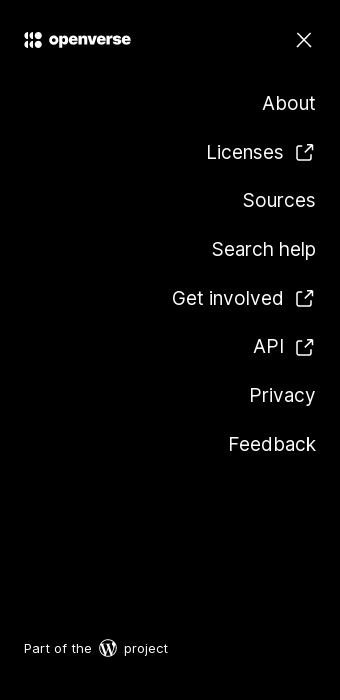 openverse
About
Licenses
Sources
Search help
Get involved
API
Privacy
Feedback
Part of the project